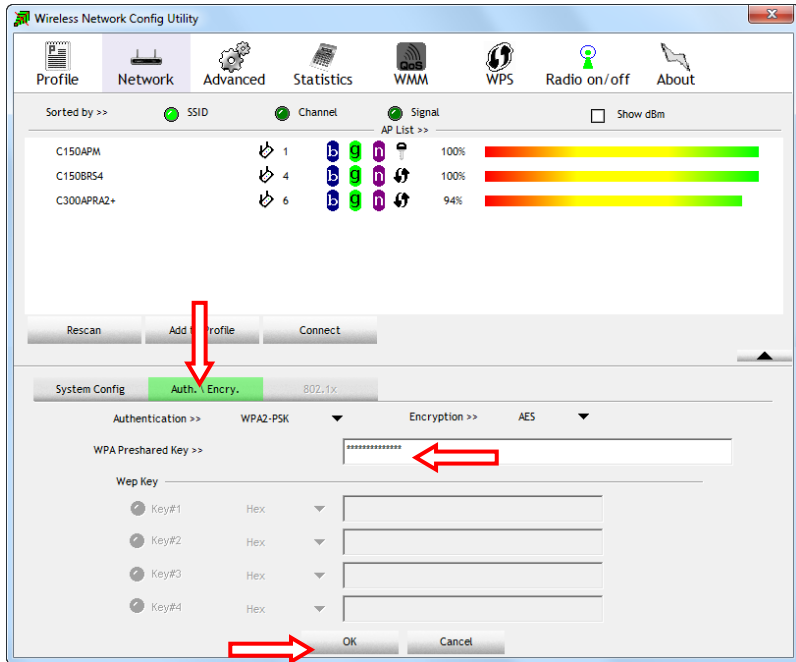 Wireless Network Config Utility
x
Profile Network Advanced Statistics WMM WPS Radio on/off About
QoS
Sorted by >> SSID Channel Signal Show dBm
AP List >>
C150APM 1 b g n 100%
C150BRS4 4 b g n 100%
C300APRA2+ 6 b g n 94%
Rescan Add Profile Connect
System Config Auth. \ Encry. 802.1x
Authentication >> WPA2-PSK Encryption >> AES
WPA Preshared Key >> **************
Wep Key
Key#1 Hex
Key#2 Hex
Key#3 Hex
Key#4 Hex
OK Cancel